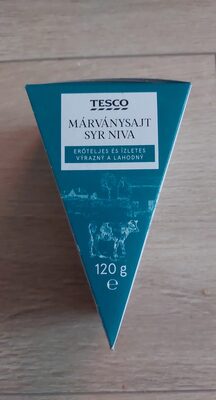 TESCO
MÁRVÁNYSAJT
SYR NIVA
ERŐTELJES ÉS ÍZLETES
VÝRAZNÝ A LAHODNÝ
120 g
℮